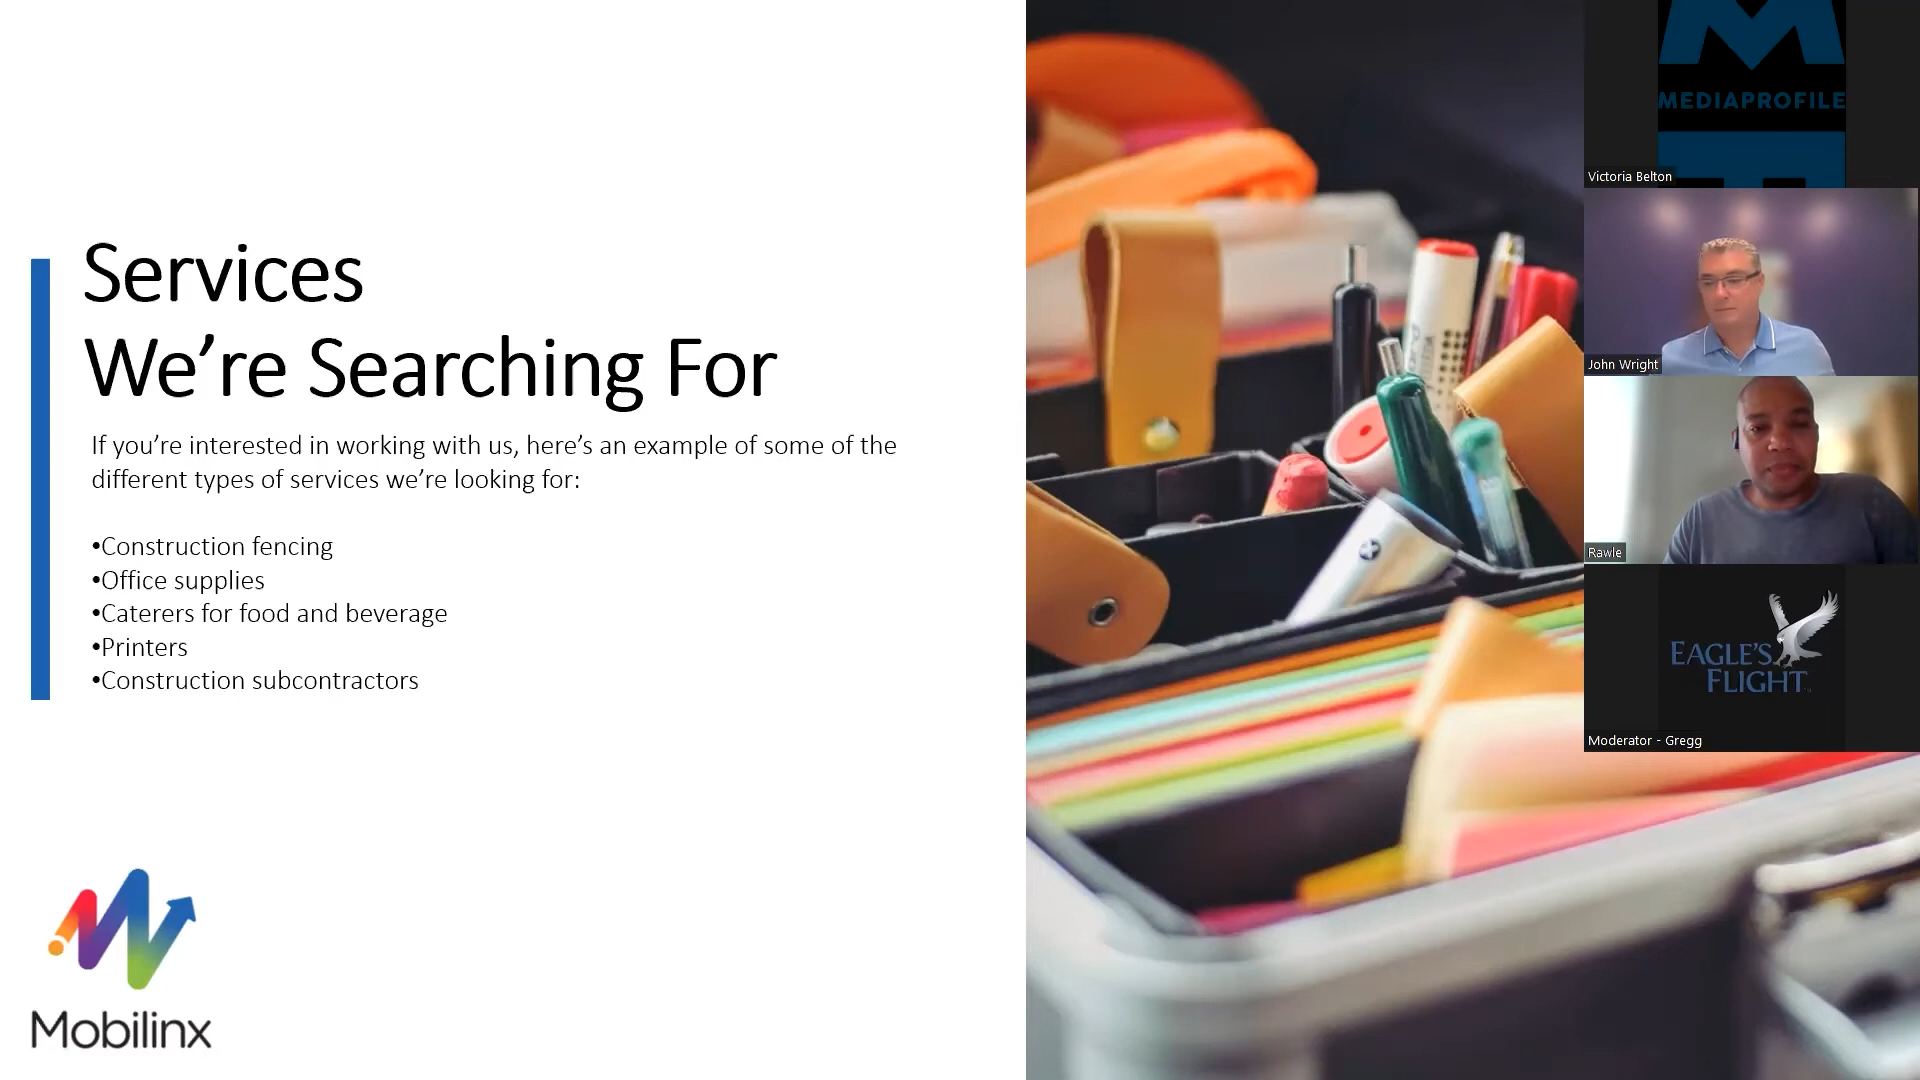 Services
We’re Searching For
If you’re interested in working with us, here’s an example of some of the
different types of services we’re looking for:
•Construction fencing
•Office supplies
•Caterers for food and beverage
•Printers
•Construction subcontractors
Mobilinx
MEDIAPROFILE
Victoria Belton
John Wright
Rawle
EAGLE'S
FLIGHT
Moderator - Gregg